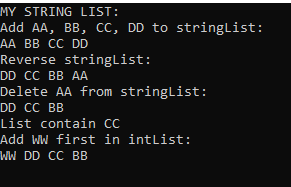 MY STRING LIST:
Add AA, BB, CC, DD to stringList:
AA BB CC DD
Reverse stringList:
DD CC BB AA
Delete AA from stringList:
DD CC BB
List contain CC
Add WW first in intList:
WW DD CC BB